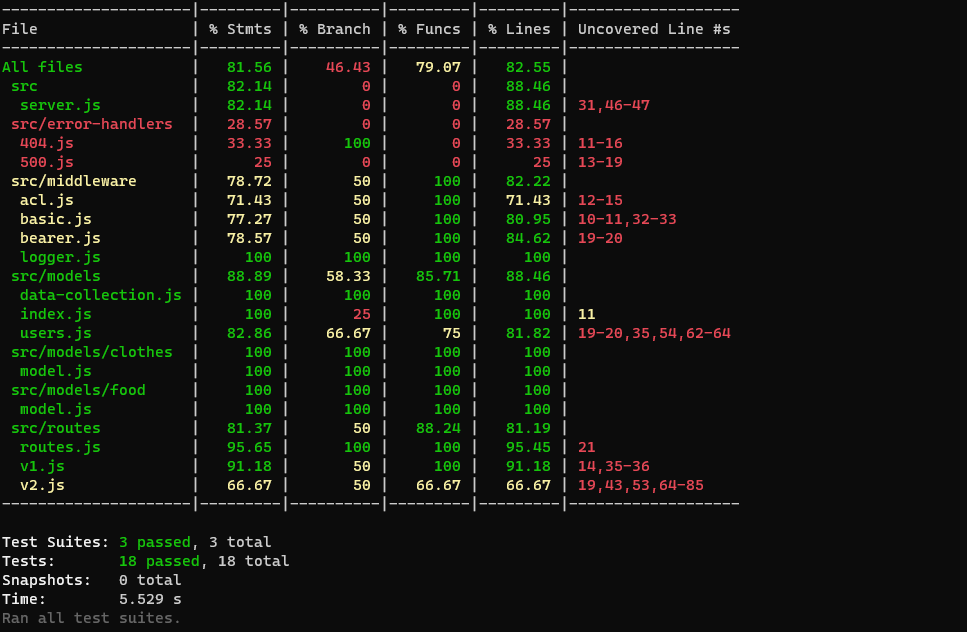 ---------------------|---------|----------|---------|---------|-------------------
File                 | % Stmts | % Branch | % Funcs | % Lines | Uncovered Line #s
---------------------|---------|----------|---------|---------|-------------------
All files            |   81.56 |    46.43 |   79.07 |   82.55 |
 src                 |   82.14 |        0 |       0 |   88.46 |
  server.js          |   82.14 |        0 |       0 |   88.46 | 31,46-47
 src/error-handlers  |   28.57 |        0 |       0 |   28.57 |
  404.js             |   33.33 |      100 |       0 |   33.33 | 11-16
  500.js             |      25 |        0 |       0 |      25 | 13-19
 src/middleware      |   78.72 |       50 |     100 |   82.22 |
  acl.js             |   71.43 |       50 |     100 |   71.43 | 12-15
  basic.js           |   77.27 |       50 |     100 |   80.95 | 10-11,32-33
  bearer.js          |   78.57 |       50 |     100 |   84.62 | 19-20
  logger.js          |     100 |      100 |     100 |     100 |
 src/models          |   88.89 |    58.33 |   85.71 |   88.46 |
  data-collection.js |     100 |      100 |     100 |     100 |
  index.js           |     100 |       25 |     100 |     100 | 11
  users.js           |   82.86 |    66.67 |      75 |   81.82 | 19-20,35,54,62-64
 src/models/clothes  |     100 |      100 |     100 |     100 |
  model.js           |     100 |      100 |     100 |     100 |
 src/models/food     |     100 |      100 |     100 |     100 |
  model.js           |     100 |      100 |     100 |     100 |
 src/routes          |   81.37 |       50 |   88.24 |   81.19 |
  routes.js          |   95.65 |      100 |     100 |   95.45 | 21
  v1.js              |   91.18 |       50 |     100 |   91.18 | 14,35-36
  v2.js              |   66.67 |       50 |   66.67 |   66.67 | 19,43,53,64-85
---------------------|---------|----------|---------|---------|-------------------

Test Suites: 3 passed, 3 total
Tests:       18 passed, 18 total
Snapshots:   0 total
Time:        5.529 s
Ran all test suites.